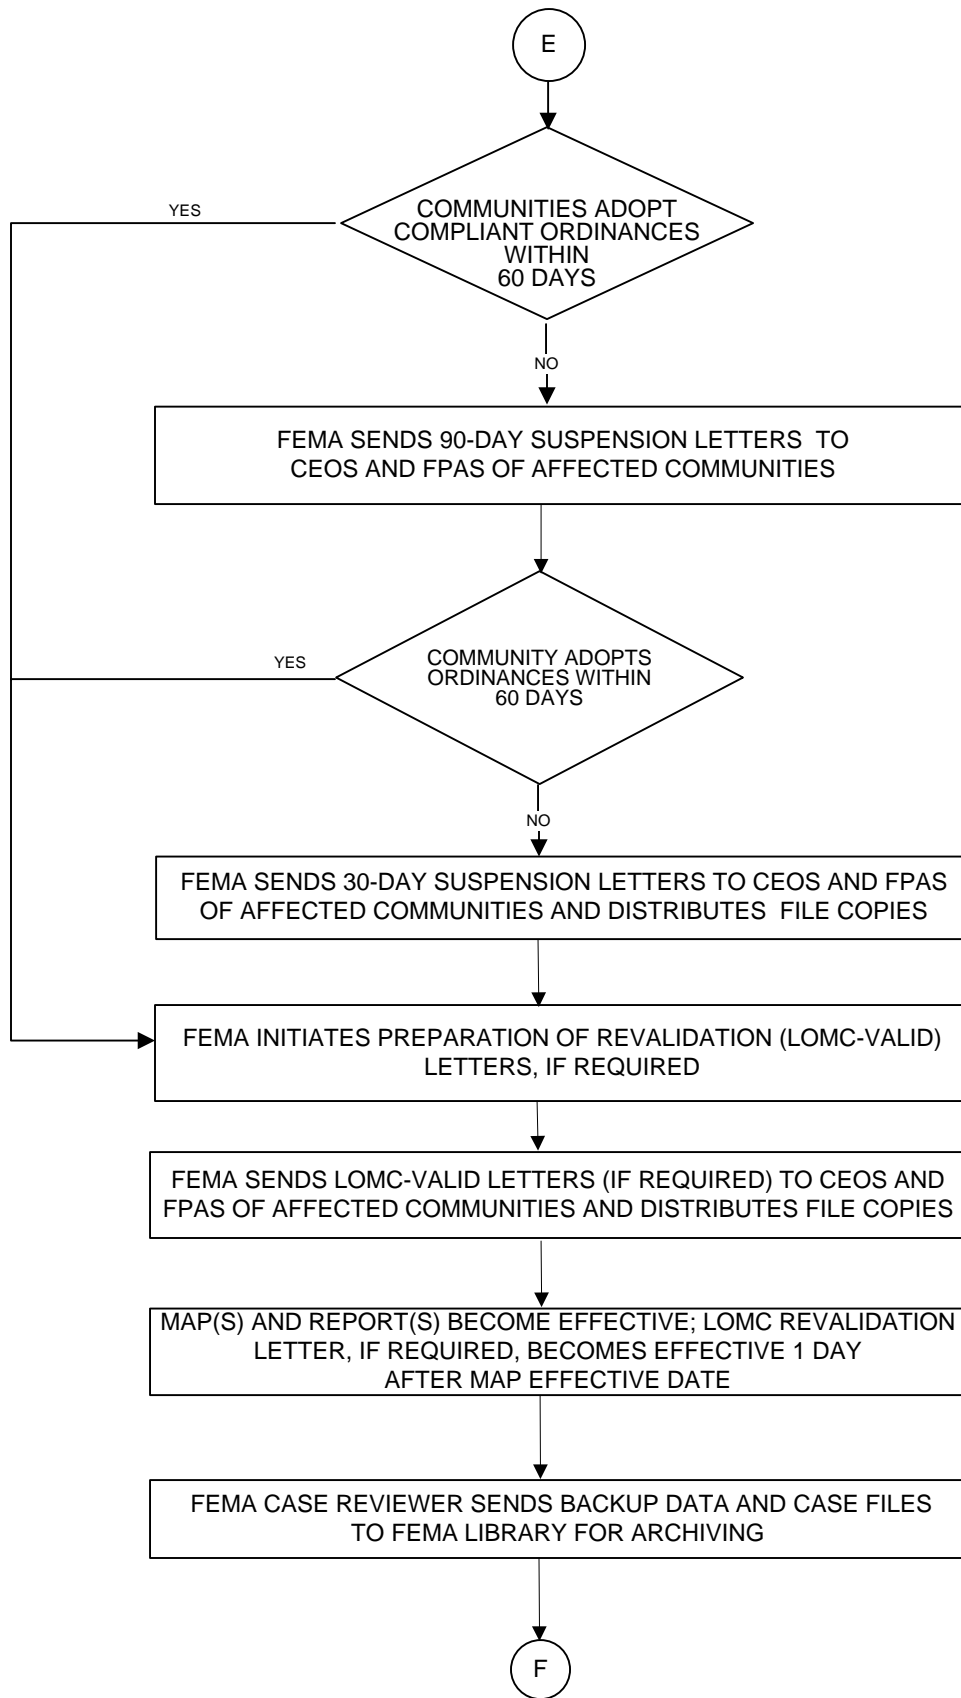 E
YES
COMMUNITIES ADOPT
COMPLIANT ORDINANCES
WITHIN
60 DAYS
NO
FEMA SENDS 90-DAY SUSPENSION LETTERS  TO
CEOS AND FPAS OF AFFECTED COMMUNITIES
YES
COMMUNITY ADOPTS
ORDINANCES WITHIN
60 DAYS
NO
FEMA SENDS 30-DAY SUSPENSION LETTERS TO CEOS AND FPAS
OF AFFECTED COMMUNITIES AND DISTRIBUTES  FILE COPIES
FEMA INITIATES PREPARATION OF REVALIDATION (LOMC-VALID)
LETTERS, IF REQUIRED
FEMA SENDS LOMC-VALID LETTERS (IF REQUIRED) TO CEOS AND
FPAS OF AFFECTED COMMUNITIES AND DISTRIBUTES FILE COPIES
MAP(S) AND REPORT(S) BECOME EFFECTIVE; LOMC REVALIDATION
LETTER, IF REQUIRED, BECOMES EFFECTIVE 1 DAY
AFTER MAP EFFECTIVE DATE
FEMA CASE REVIEWER SENDS BACKUP DATA AND CASE FILES
TO FEMA LIBRARY FOR ARCHIVING
F